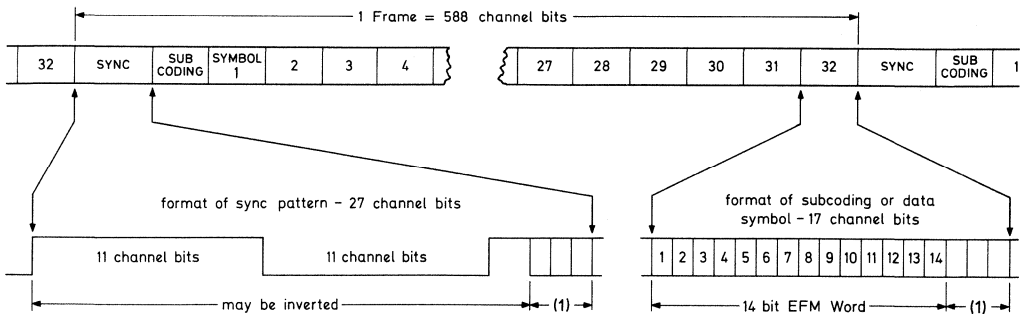 1 Frame = 588 channel bits
32 SYNC SUB CODING SYMBOL 1 2 3 4 27 28 29 30 31 32 SYNC SUB CODING 1
format of sync pattern – 27 channel bits
format of subcoding or data
symbol – 17 channel bits
11 channel bits 11 channel bits 1 2 3 4 5 6 7 8 9 10 11 12 13 14
may be inverted (1) 14 bit EFM Word (1)